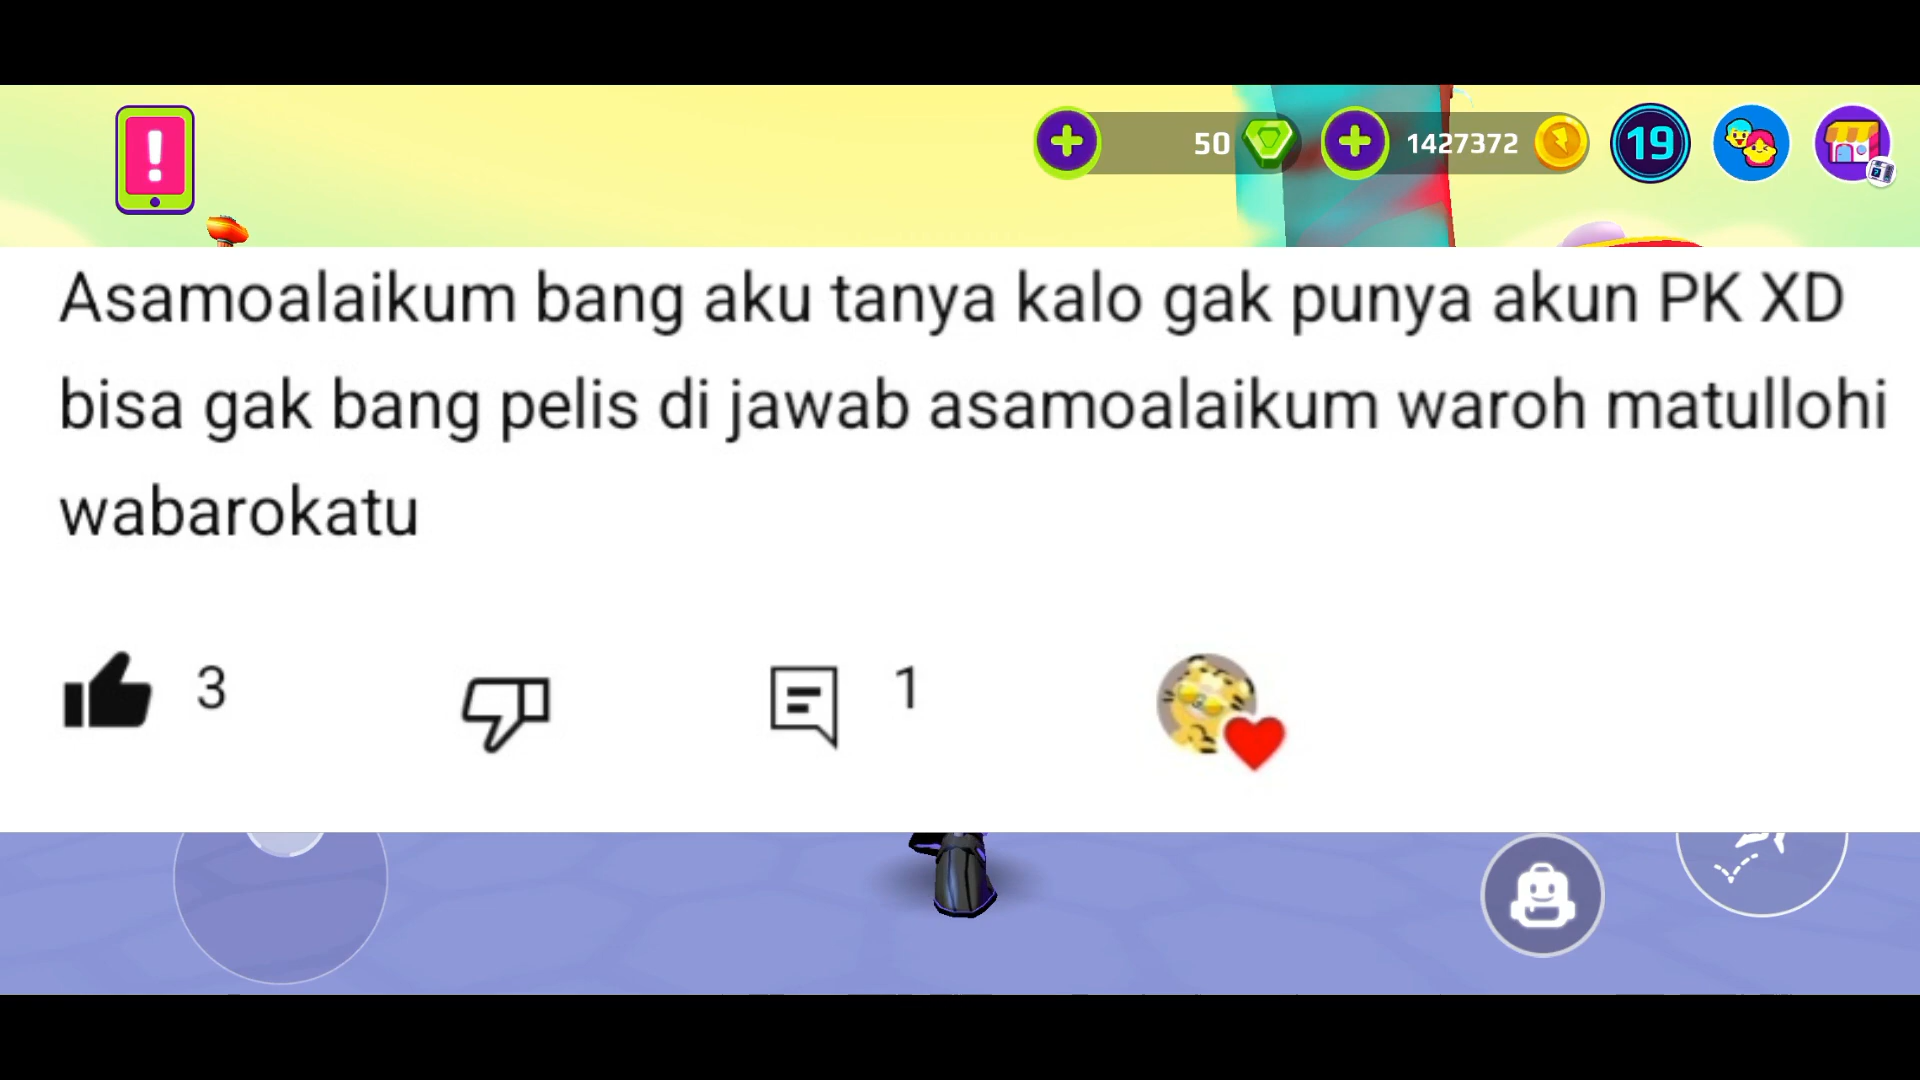 !
50
1427372
19
Asamoalaikum bang aku tanya kalo gak punya akun PK XD
bisa gak bang pelis di jawab asamoalaikum waroh matullohi
wabarokatu
3
1